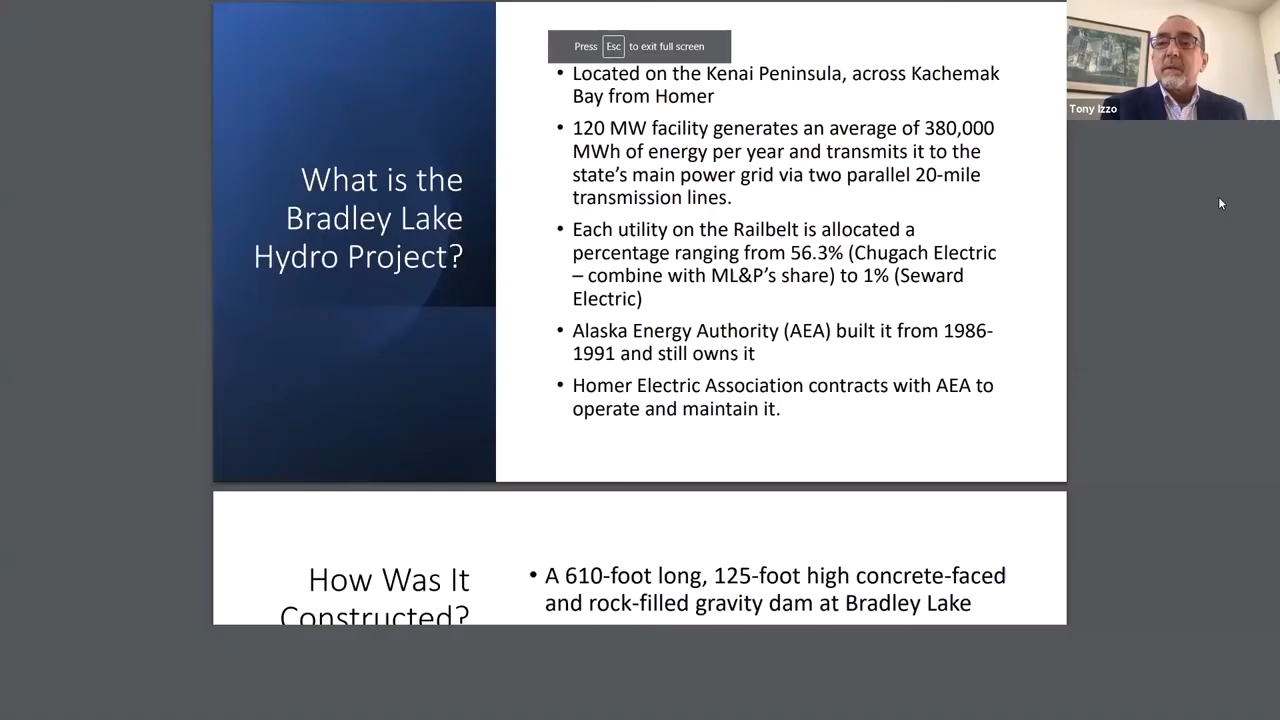 Press Esc to exit full screen
What is the
Bradley Lake
Hydro Project?
• Located on the Kenai Peninsula, across Kachemak
Bay from Homer
• 120 MW facility generates an average of 380,000
MWh of energy per year and transmits it to the
state’s main power grid via two parallel 20-mile
transmission lines.
• Each utility on the Railbelt is allocated a
percentage ranging from 56.3% (Chugach Electric
– combine with ML&P’s share) to 1% (Seward
Electric)
• Alaska Energy Authority (AEA) built it from 1986-
1991 and still owns it
• Homer Electric Association contracts with AEA to
operate and maintain it.
How Was It
Constructed?
• A 610-foot long, 125-foot high concrete-faced
and rock-filled gravity dam at Bradley Lake
Tony Izzo